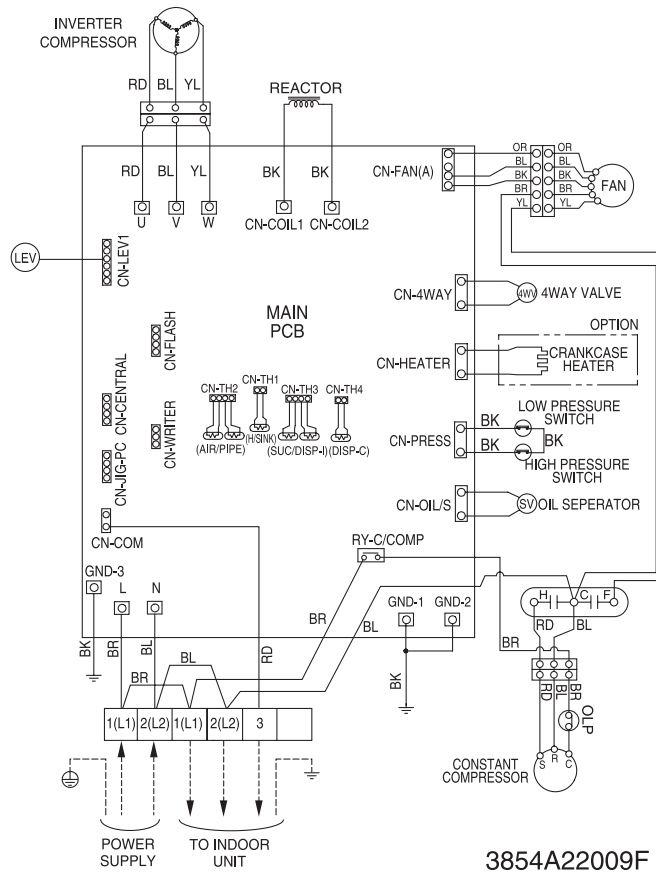 INVERTER
COMPRESSOR
RD BL YL
REACTOR
RD BL YL
BK BK
U V W
CN-COIL1 CN-COIL2
CN-FAN(A)
OR OR
BL BL
BK BK
BR BR
YL YL
FAN
LEV
CN-LEV1
CN-4WAY
4WV 4WAY VALVE
MAIN
PCB
OPTION
CN-FLASH
CN-HEATER
CRANKCASE
HEATER
CN-CENTRAL
CN-WRITER
CN-TH2 CN-TH1 CN-TH3 CN-TH4
(AIR/PIPE) (H/SINK) (SUC/DISP-I) (DISP-C)
LOW PRESSURE
SWITCH
BK
CN-PRESS
BK
BK
HIGH PRESSURE
SWITCH
CN-JIG-PC
CN-OIL/S
SV OIL SEPERATOR
CN-COM
RY-C/COMP
GND-3
L N
H C F
GND-1 GND-2
RD BL
BR
BL
BK
BR
BL
RD
BL
BR
BR
BK
RD
BL
BR
OLP
1(L1) 2(L2) 1(L1) 2(L2) 3
S R C
CONSTANT
COMPRESSOR
POWER
SUPPLY
TO INDOOR
UNIT
3854A22009F